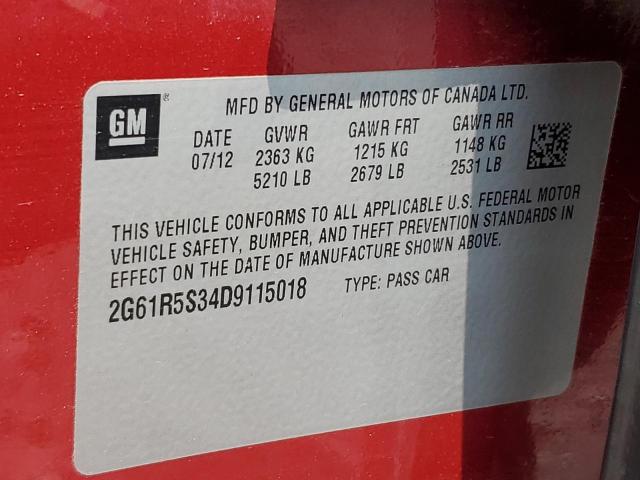 GM ®
MFD BY GENERAL MOTORS OF CANADA LTD.
DATE GVWR GAWR FRT GAWR RR
07/12 2363 KG 1215 KG 1148 KG
5210 LB 2679 LB 2531 LB
THIS VEHICLE CONFORMS TO ALL APPLICABLE U.S. FEDERAL MOTOR
VEHICLE SAFETY, BUMPER, AND THEFT PREVENTION STANDARDS IN
EFFECT ON THE DATE OF MANUFACTURE SHOWN ABOVE.
2G61R5S34D9115018 TYPE: PASS CAR